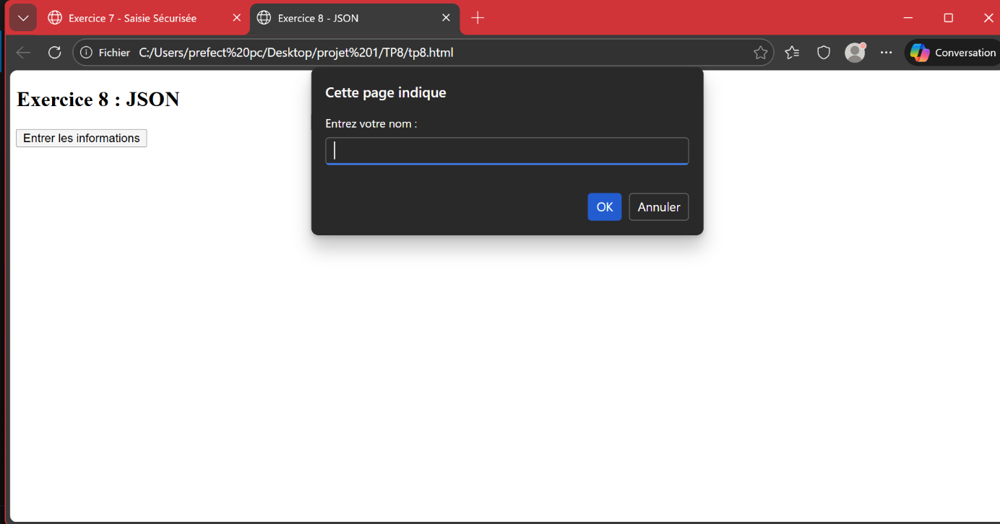 Exercice 7 - Saisie Sécurisée
Exercice 8 - JSON
Fichier C:/Users/prefect%20pc/Desktop/projet%201/TP8/tp8.html
Conversation
Exercice 8 : JSON
Entrer les informations
Cette page indique
Entrez votre nom :
OK Annuler